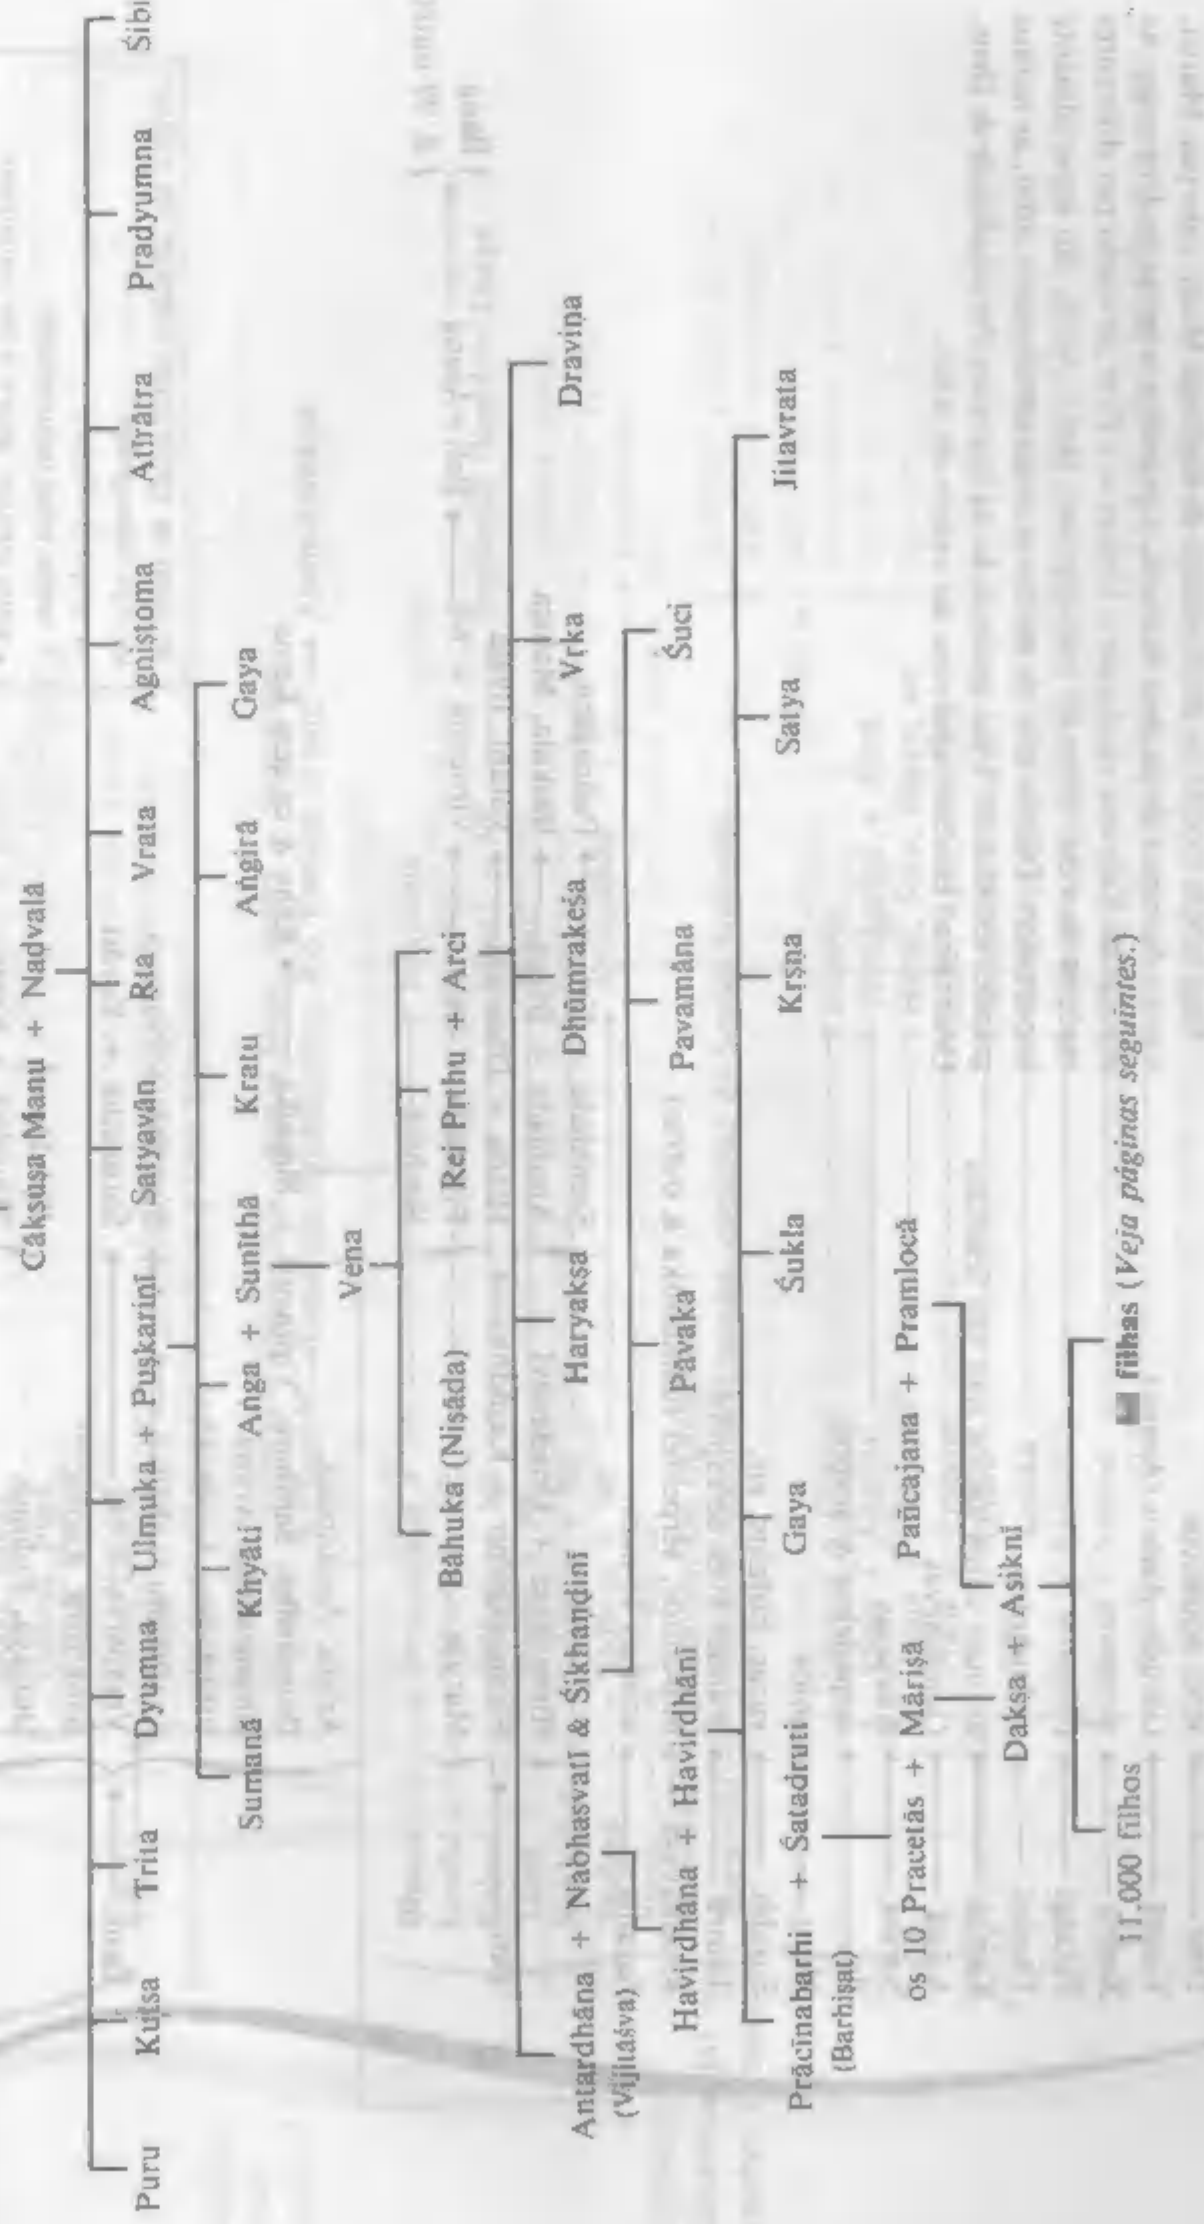 Cākṣuṣa Manu + Naḍvalā
Puru Kutsa Trita Dyumna Ulmuka + Puṣkariṇī Satyavān Ṛta Vrata Agniṣṭoma Atīrātra Pradyumna Śibi
Sumanā Khyāti Aṅga + Sunīthā Kratu Aṅgirā Gaya
Vena
Bāhuka (Niṣāda) Rei Pṛthu + Arci
Antardhāna + Nabhasvatī & Śikhaṇḍinī Haryakṣa Dhūmrakeśa Vṛka Draviṇa
(Vijitāśva)
Havirdhāna + Havirdhānī Pāvaka Pavamāna Śuci
Prācīnabarhi + Śatadruti Gaya Śukla Kṛṣṇa Satya Jitavrata
(Barhiṣat)
os 10 Pracetās + Māriṣā Pañcajana + Pramlocā
Dakṣa + Asiknī
11.000 filhos filhas (Veja páginas seguintes.)